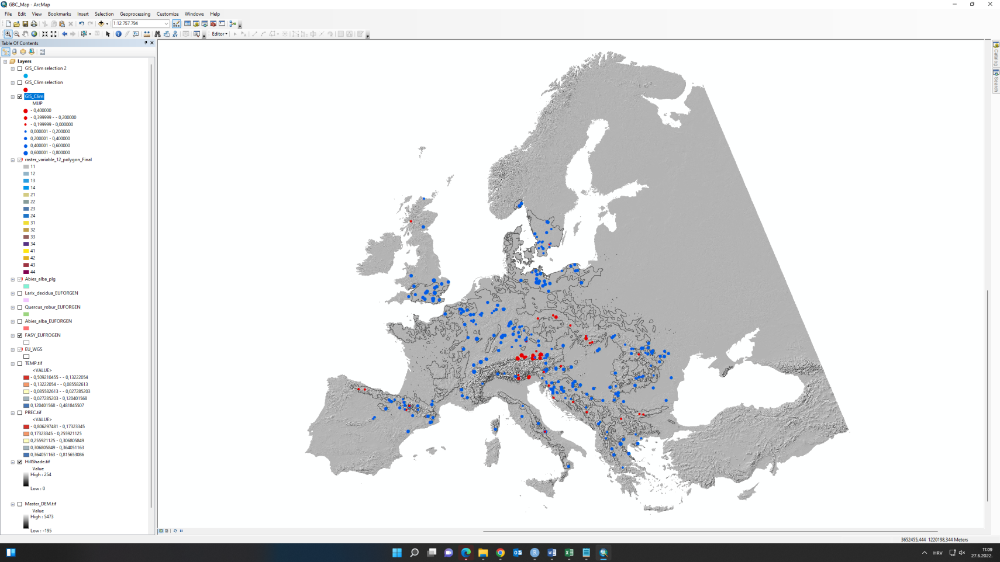 GBC_Map - ArcMap
File Edit View Bookmarks Insert Selection Geoprocessing Customize Windows Help
1:12.757.794
Editor
Table Of Contents
Layers
GIS_Clim selection 2
GIS_Clim selection
GIS_Clim
MJJP
- 0,400000
- 0,399999 - - 0,200000
- 0,199999 - 0,000000
0,000001 - 0,200000
0,200001 - 0,400000
0,400001 - 0,600000
0,600001 - 0,800000
raster_variable_12_polygon_Final
11
12
13
14
21
22
23
24
31
32
33
34
41
42
43
44
Abies_alba_plg
Larix_decidua_EUFORGEN
Quercus_robur_EUFORGEN
Abies_alba_EUFORGEN
FASY_EUFROGEN
EU_WGS
TEMP.tif
<VALUE>
- 0,509210455 - - 0,13222054
- 0,13222054 - - 0,085582613
- 0,085582613 - - 0,027285203
- 0,027285203 - 0,120401568
0,120401568 - 0,481845507
PREC.tif
<VALUE>
- 0,806297481 - 0,17323345
0,17323345 - 0,255921125
0,255921125 - 0,306805849
0,306805849 - 0,364051163
0,364051163 - 0,815653086
HillShade.tif
Value
High : 254
Low : 0
Master_DEM.tif
Value
High : 5473
Low : -195
Catalog
Search
3652455,444 1220198,344 Meters
HRV
11:09
27.6.2022.